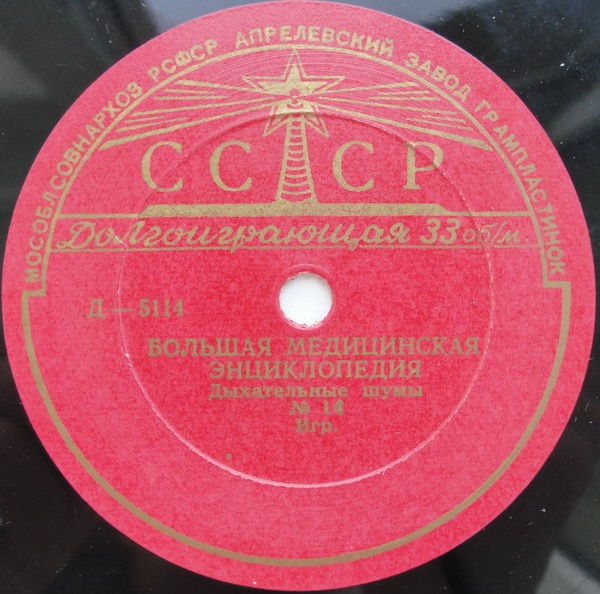 МОСОБЛСОВНАРХОЗ РСФСР АПРЕЛЕВСКИЙ ЗАВОД ГРАМПЛАСТИНОК
СССР
Долгоиграющая 33 об/м.
Д — 5114
БОЛЬШАЯ МЕДИЦИНСКАЯ
ЭНЦИКЛОПЕДИЯ
Дыхательные шумы
№ 14
Игр.